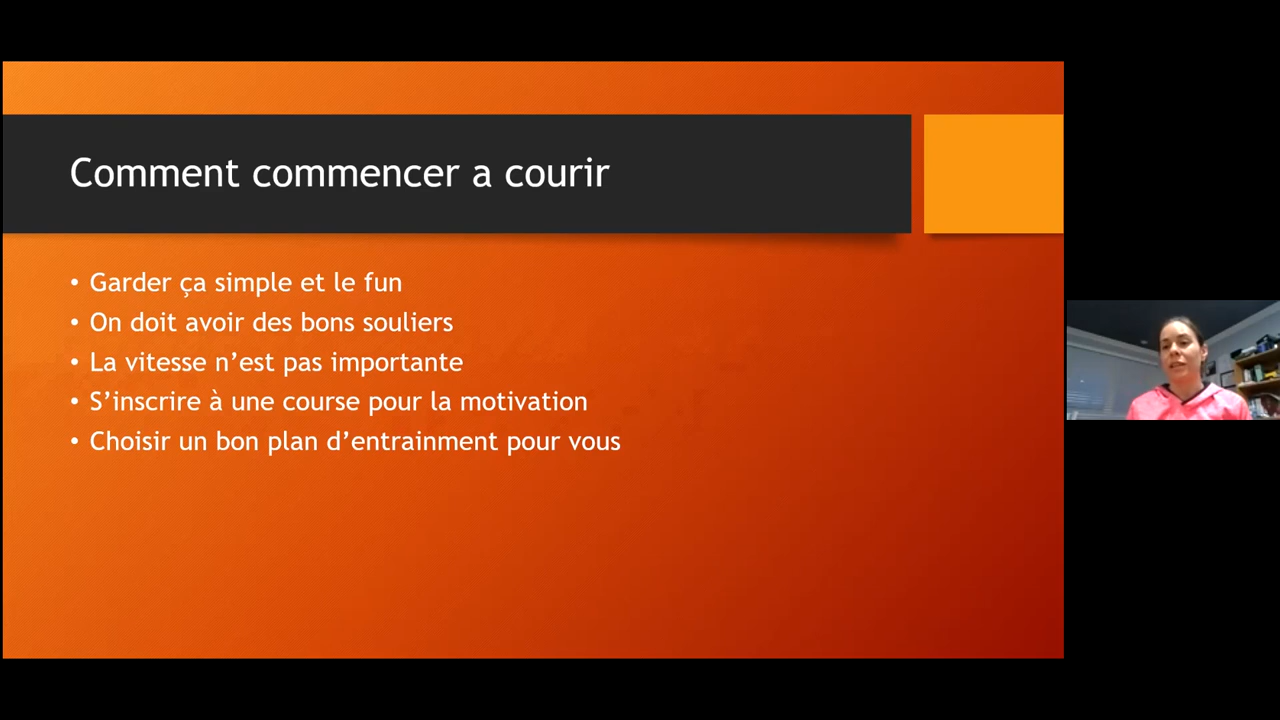 Comment commencer a courir
• Garder ça simple et le fun
• On doit avoir des bons souliers
• La vitesse n’est pas importante
• S’inscrire à une course pour la motivation
• Choisir un bon plan d’entrainment pour vous